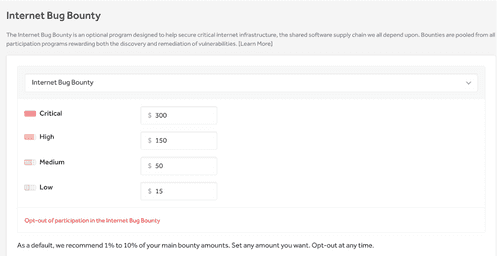 Internet Bug Bounty
The Internet Bug Bounty is an optional program designed to help secure critical internet infrastructure, the shared software supply chain we all depend upon. Bounties are pooled from all
participation programs rewarding both the discovery and remediation of vulnerabilities. [Learn More]
Internet Bug Bounty
Critical $ 300
High $ 150
Medium $ 50
Low $ 15
Opt-out of participation in the Internet Bug Bounty
As a default, we recommend 1% to 10% of your main bounty amounts. Set any amount you want. Opt-out at any time.